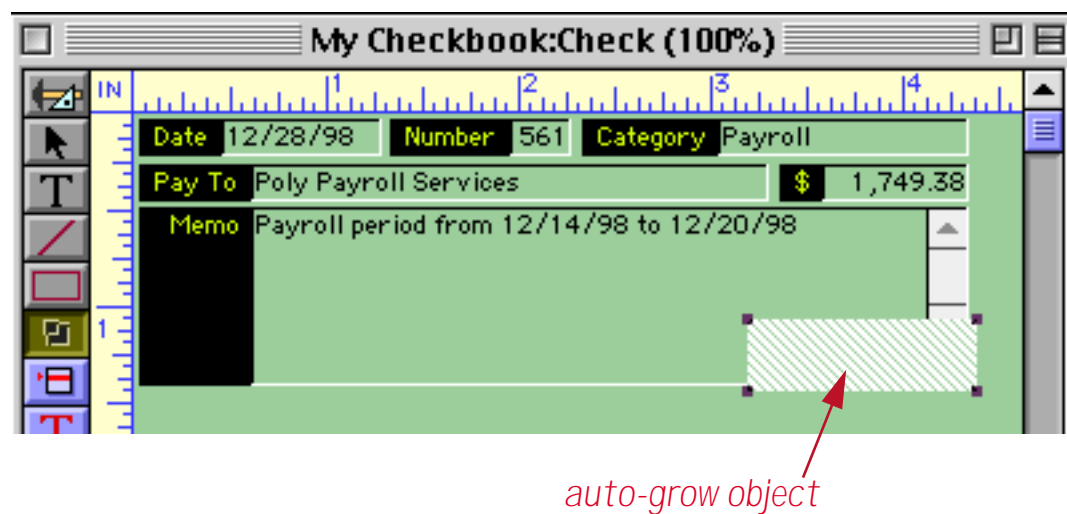 My Checkbook:Check (100%)
IN 1 2 3 4
Date 12/28/98 Number 561 Category Payroll
T Pay To Poly Payroll Services $ 1,749.38
Memo Payroll period from 12/14/98 to 12/20/98
1
T
auto-grow object